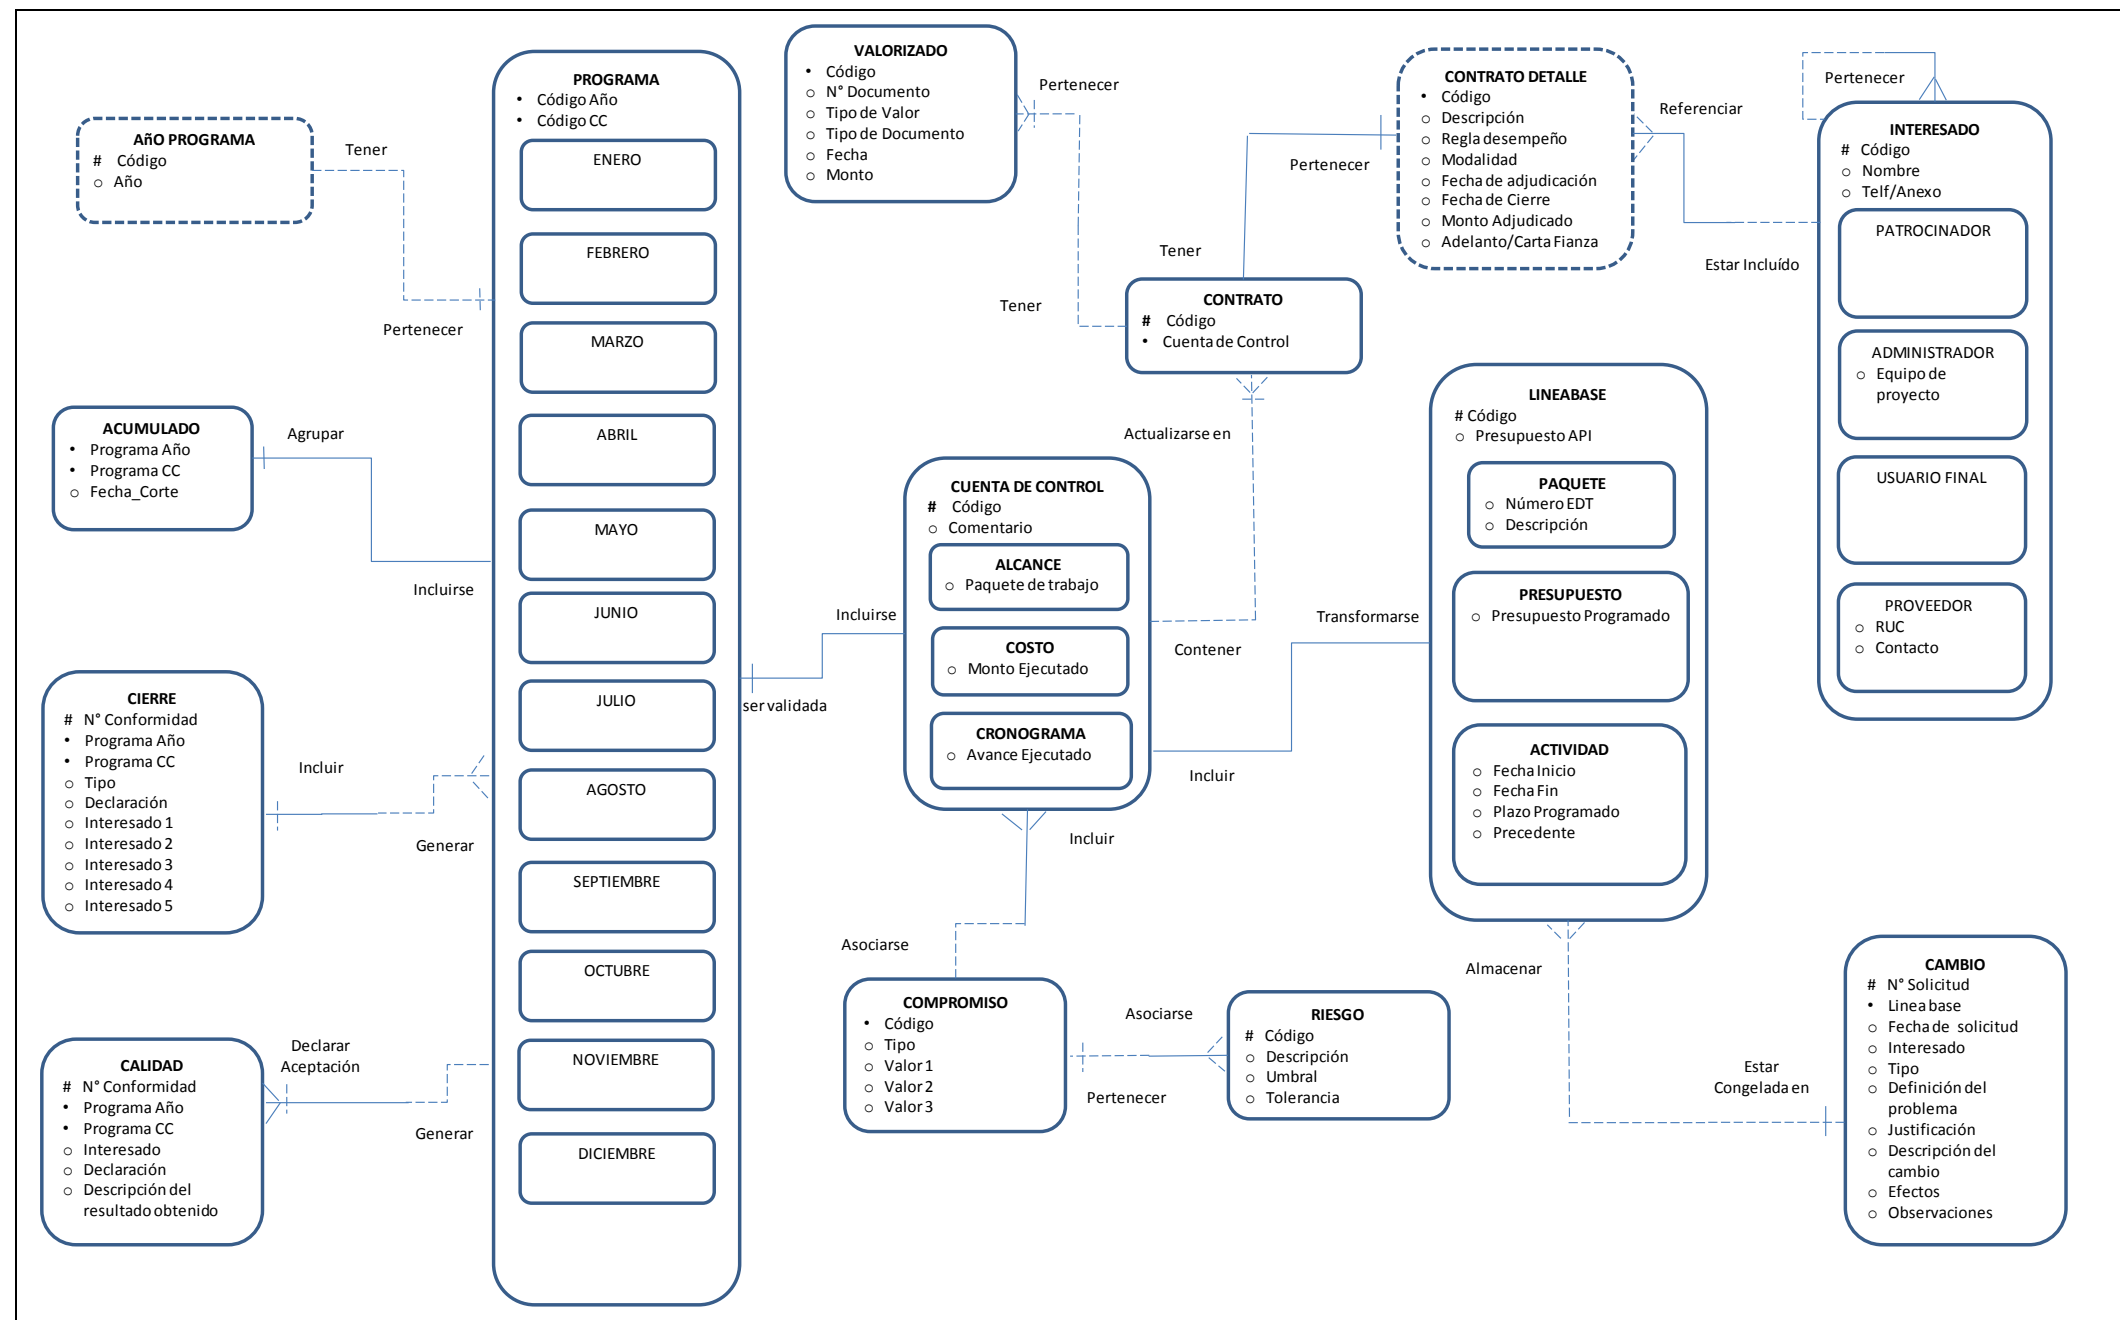 AñO PROGRAMA
# Código
○ Año
Tener
Pertenecer
PROGRAMA
• Código Año
• Código CC
ENERO
FEBRERO
MARZO
ABRIL
MAYO
JUNIO
JULIO
AGOSTO
SEPTIEMBRE
OCTUBRE
NOVIEMBRE
DICIEMBRE
ACUMULADO
• Programa Año
• Programa CC
○ Fecha_Corte
Agrupar
Incluirse
CIERRE
# N° Conformidad
• Programa Año
• Programa CC
○ Tipo
○ Declaración
○ Interesado 1
○ Interesado 2
○ Interesado 3
○ Interesado 4
○ Interesado 5
Incluir
Generar
CALIDAD
# N° Conformidad
• Programa Año
• Programa CC
○ Interesado
○ Declaración
○ Descripción del
resultado obtenido
Declarar
Aceptación
Generar
VALORIZADO
• Código
○ N° Documento
○ Tipo de Valor
○ Tipo de Documento
○ Fecha
○ Monto
Pertenecer
Tener
CONTRATO
# Código
• Cuenta de Control
Tener
Pertenecer
CONTRATO DETALLE
• Código
○ Descripción
○ Regla desempeño
○ Modalidad
○ Fecha de adjudicación
○ Fecha de Cierre
○ Monto Adjudicado
○ Adelanto/Carta Fianza
Referenciar
Estar Incluído
Pertenecer
INTERESADO
# Código
○ Nombre
○ Telf/Anexo
PATROCINADOR
ADMINISTRADOR
○ Equipo de
proyecto
USUARIO FINAL
PROVEEDOR
○ RUC
○ Contacto
Actualizarse en
Contener
CUENTA DE CONTROL
# Código
○ Comentario
ALCANCE
○ Paquete de trabajo
COSTO
○ Monto Ejecutado
CRONOGRAMA
○ Avance Ejecutado
Incluirse
ser validada
Transformarse
Incluir
LINEABASE
# Código
○ Presupuesto API
PAQUETE
○ Número EDT
○ Descripción
PRESUPUESTO
○ Presupuesto Programado
ACTIVIDAD
○ Fecha Inicio
○ Fecha Fin
○ Plazo Programado
○ Precedente
Incluir
Asociarse
COMPROMISO
• Código
○ Tipo
○ Valor 1
○ Valor 2
○ Valor 3
Asociarse
Pertenecer
RIESGO
# Código
○ Descripción
○ Umbral
○ Tolerancia
Almacenar
Estar
Congelada en
CAMBIO
# N° Solicitud
• Linea base
○ Fecha de solicitud
○ Interesado
○ Tipo
○ Definición del
problema
○ Justificación
○ Descripción del
cambio
○ Efectos
○ Observaciones